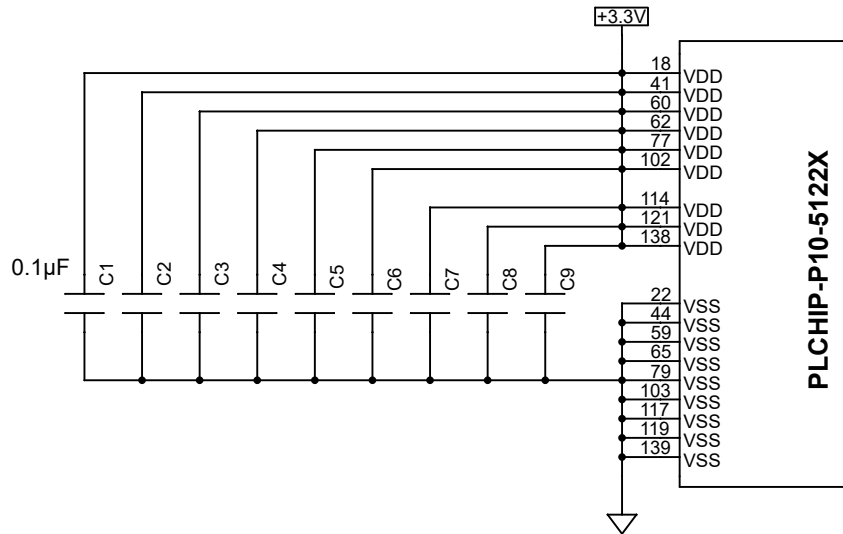 +3.3V
18 VDD
41 VDD
60 VDD
62 VDD
77 VDD
102 VDD
114 VDD
121 VDD
138 VDD
0.1µF C1 C2 C3 C4 C5 C6 C7 C8 C9
22 VSS
44 VSS
59 VSS
65 VSS
79 VSS
103 VSS
117 VSS
119 VSS
139 VSS
PLCHIP-P10-5122X